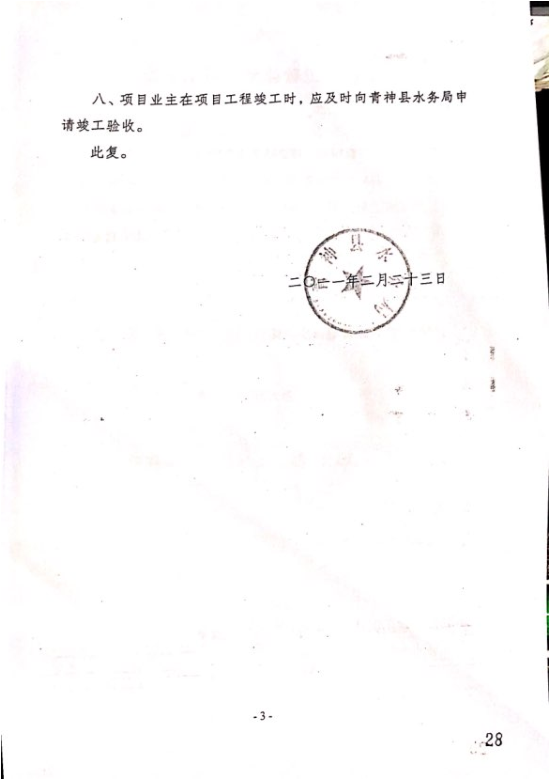 八、项目业主在项目工程竣工时，应及时向青神县水务局申
请竣工验收。
此复。
二〇一一年二月二十三日
-3-
28